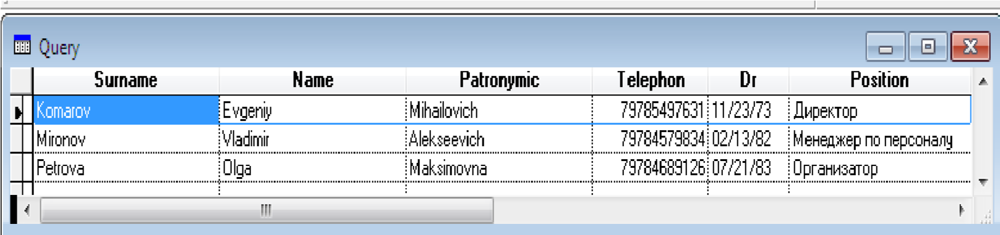 Query
Surname Name Patronymic Telephon Dr Position
Komarov Evgeniy Mihailovich 79785497631 11/23/73 Директор
Mironov Vladimir Alekseevich 79784579834 02/13/82 Менеджер по персоналу
Petrova Olga Maksimovna 79784689126 07/21/83 Организатор